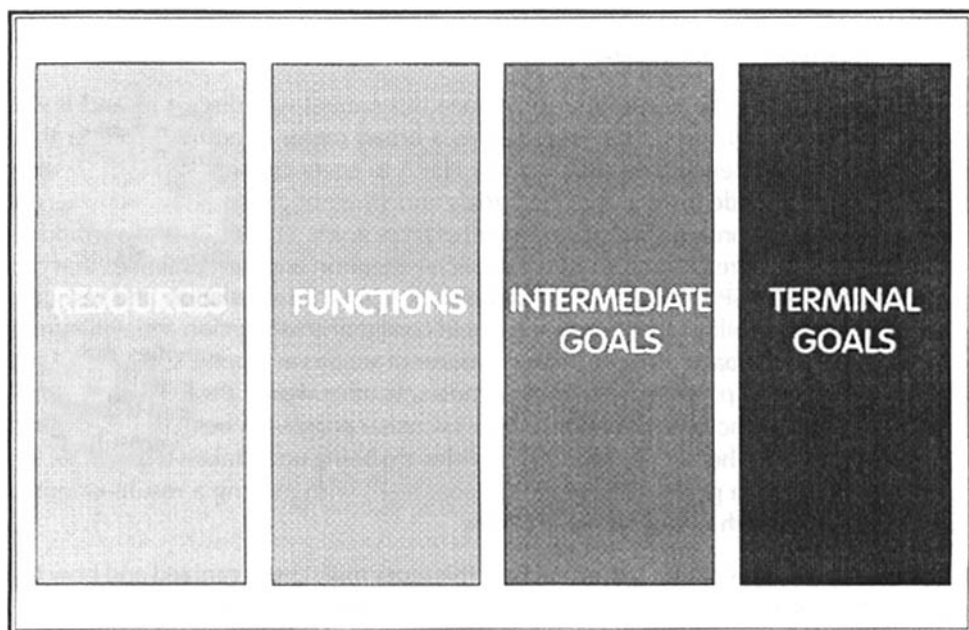 RESOURCES
FUNCTIONS
INTERMEDIATE
GOALS
TERMINAL
GOALS